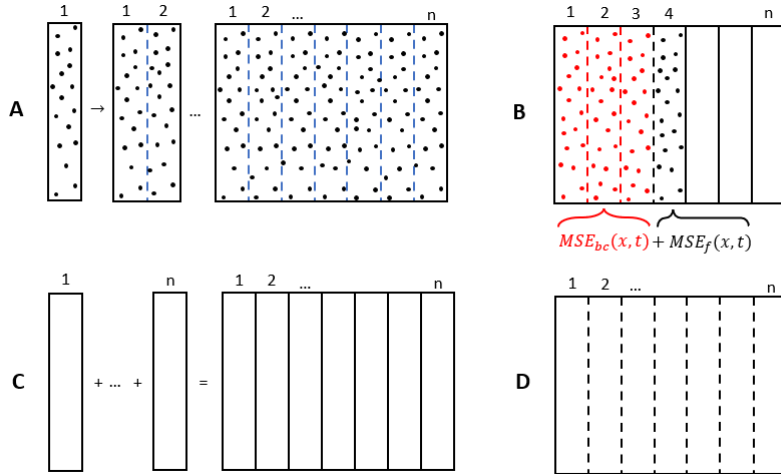 1 1 2 1 2 ... n
A → ...
1 2 3 4 n
B
MSE_bc(x,t) + MSE_f(x,t)
1 n 1 2 ... n
C + ... + =
1 2 ... n
D